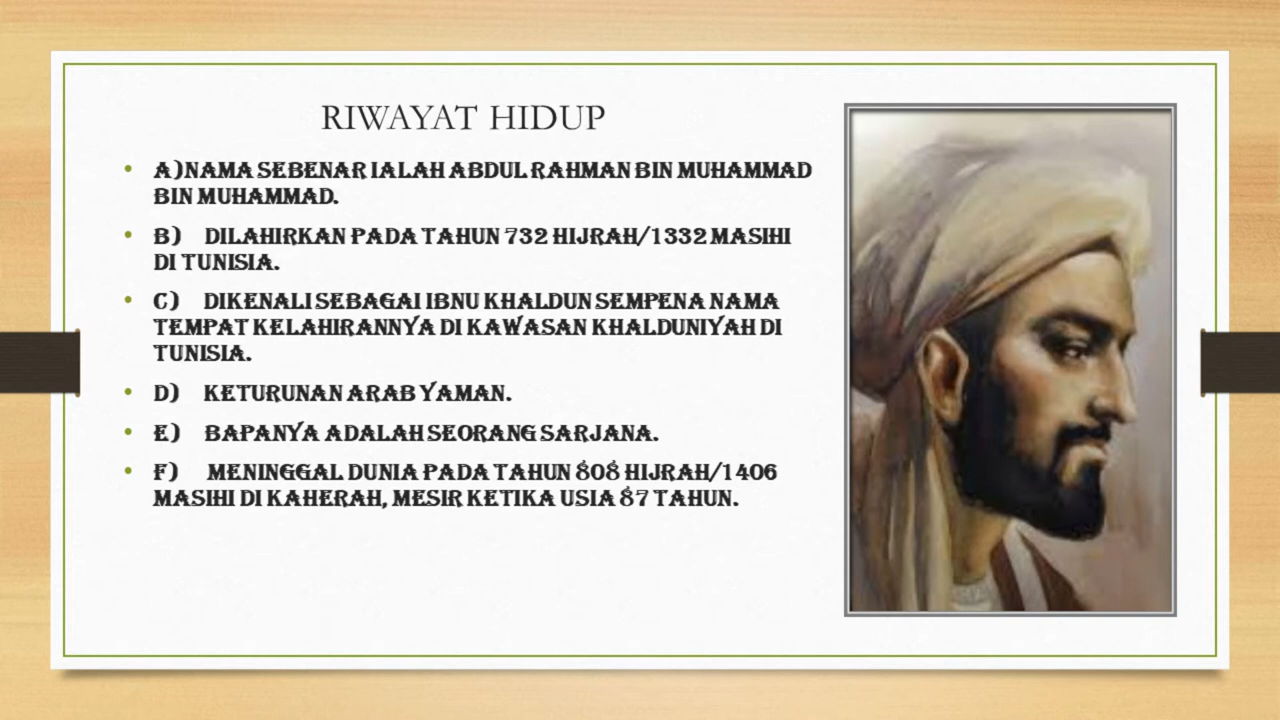 RIWAYAT HIDUP
A)NAMA SEBENAR IALAH ABDUL RAHMAN BIN MUHAMMAD
BIN MUHAMMAD.
B) DILAHIRKAN PADA TAHUN 732 HIJRAH/1332 MASIHI
DI TUNISIA.
C) DIKENALI SEBAGAI IBNU KHALDUN SEMPENA NAMA
TEMPAT KELAHIRANNYA DI KAWASAN KHALDUNIYAH DI
TUNISIA.
D) KETURUNAN ARAB YAMAN.
E) BAPANYA ADALAH SEORANG SARJANA.
F) MENINGGAL DUNIA PADA TAHUN 808 HIJRAH/1406
MASIHI DI KAHERAH, MESIR KETIKA USIA 87 TAHUN.